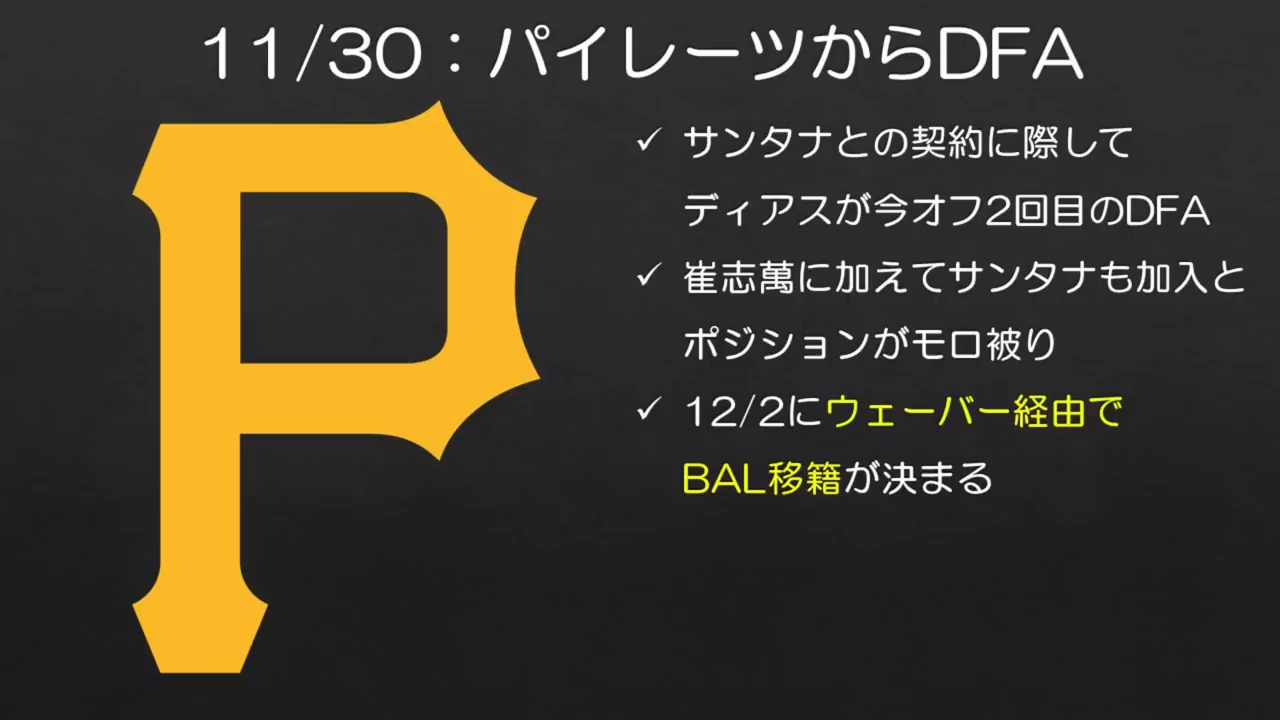 11/30：パイレーツからDFA
✓ サンタナとの契約に際して
ディアスが今オフ2回目のDFA
✓ 崔志萬に加えてサンタナも加入と
ポジションがモロ被り
✓ 12/2にウェーバー経由で
BAL移籍が決まる
P